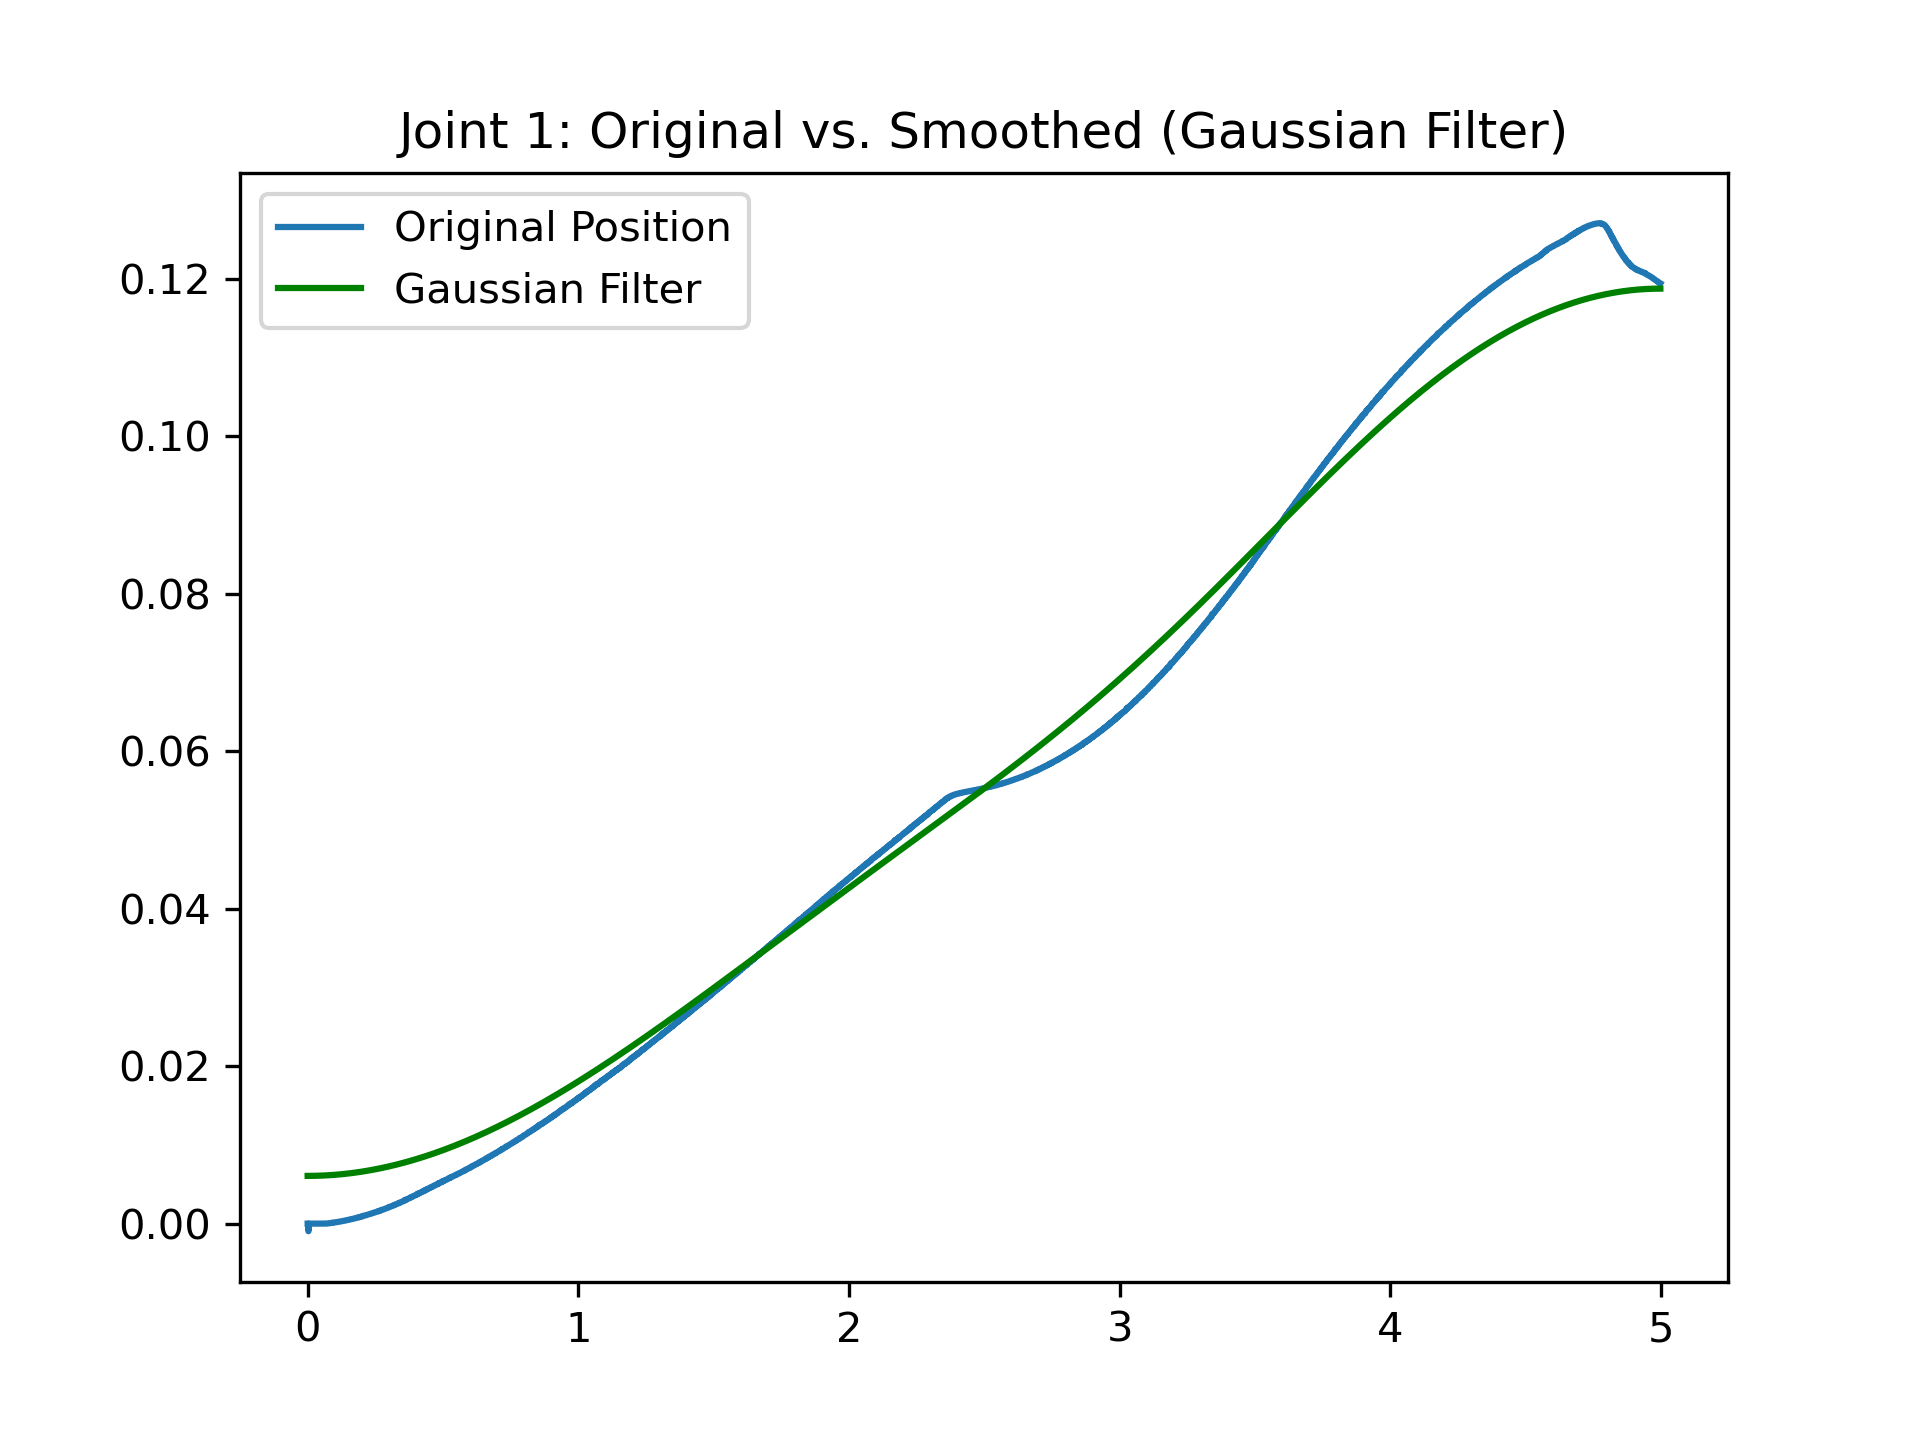 Joint 1: Original vs. Smoothed (Gaussian Filter)
Original Position
Gaussian Filter
0.12
0.10
0.08
0.06
0.04
0.02
0.00
0 1 2 3 4 5